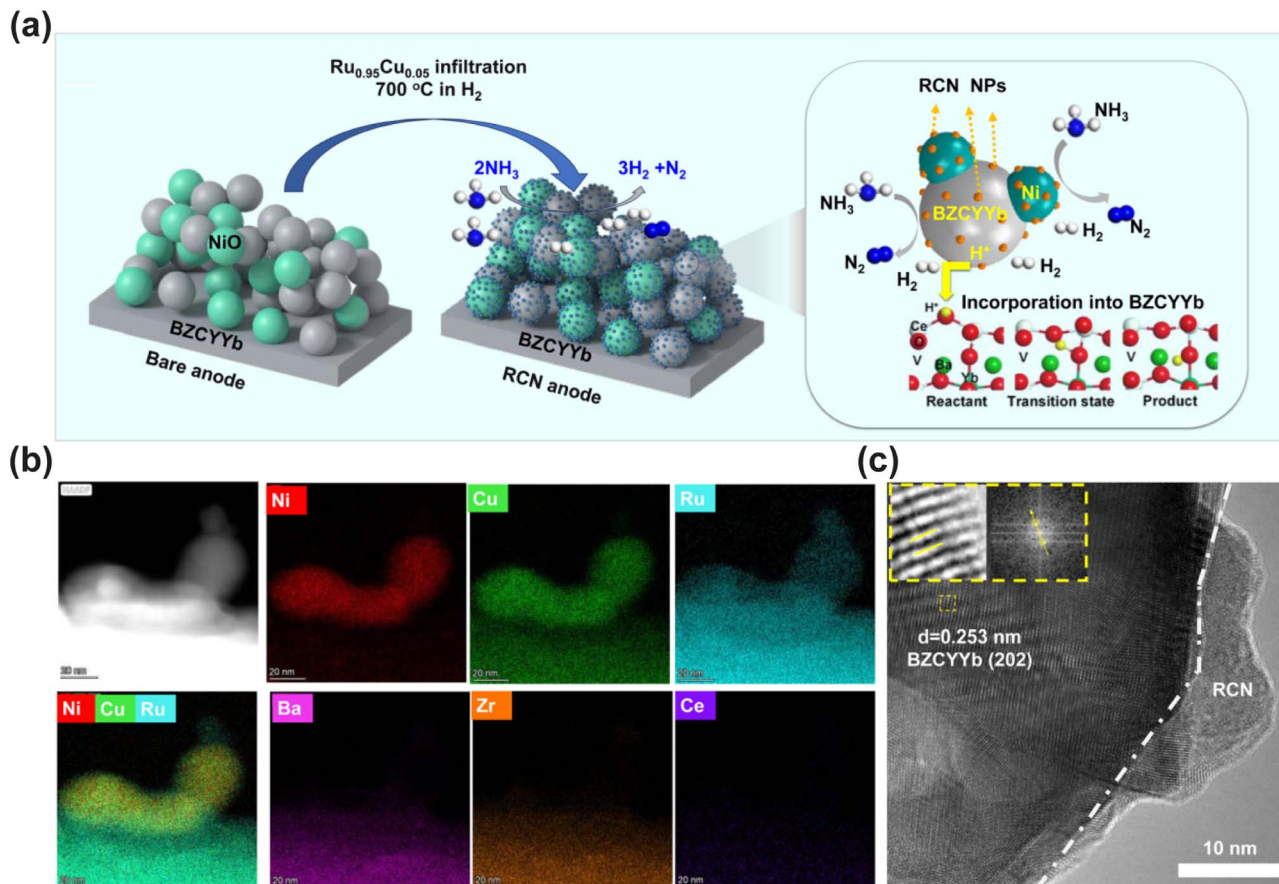 (a)
Ru₀.₉₅Cu₀.₀₅ infiltration
700 °C in H₂
NiO
BZCYYb
Bare anode
2NH₃
3H₂ +N₂
BZCYYb
RCN anode
RCN NPs
NH₃
NH₃
Ni
BZCYYb
N₂
H⁺
H₂
N₂
H₂
H₂
Incorporation into BZCYYb
H⁺
Ce
O
V
Ba
Yb
V
V
Reactant
Transition state
Product
(b)
HAADF
20 nm
Ni
20 nm
Cu
20 nm
Ru
20 nm
Ni Cu Ru
20 nm
Ba
20 nm
Zr
20 nm
Ce
20 nm
(c)
d=0.253 nm
BZCYYb (202)
RCN
10 nm